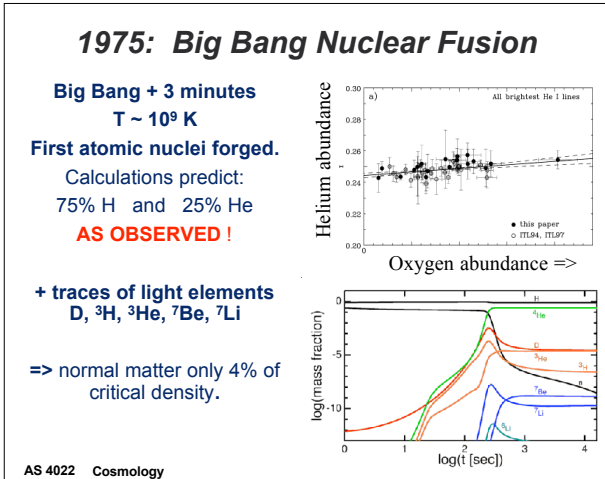 1975: Big Bang Nuclear Fusion
Big Bang + 3 minutes
T ~ 10⁹ K
First atomic nuclei forged.
Calculations predict:
75% H and 25% He
AS OBSERVED !
+ traces of light elements
D, ³H, ³He, ⁷Be, ⁷Li
=> normal matter only 4% of
critical density.
Helium abundance
0.30
0.28
0.26
0.24
0.22
0.20
a)
All brightest He I lines
● this paper
○ ITL94, ITL97
Oxygen abundance =>
log(mass fraction)
0
-5
-10
H
⁴He
D
³He
³H
n
⁷Be
⁷Li
⁶Li
0
1
2
3
4
log(t [sec])
AS 4022 Cosmology